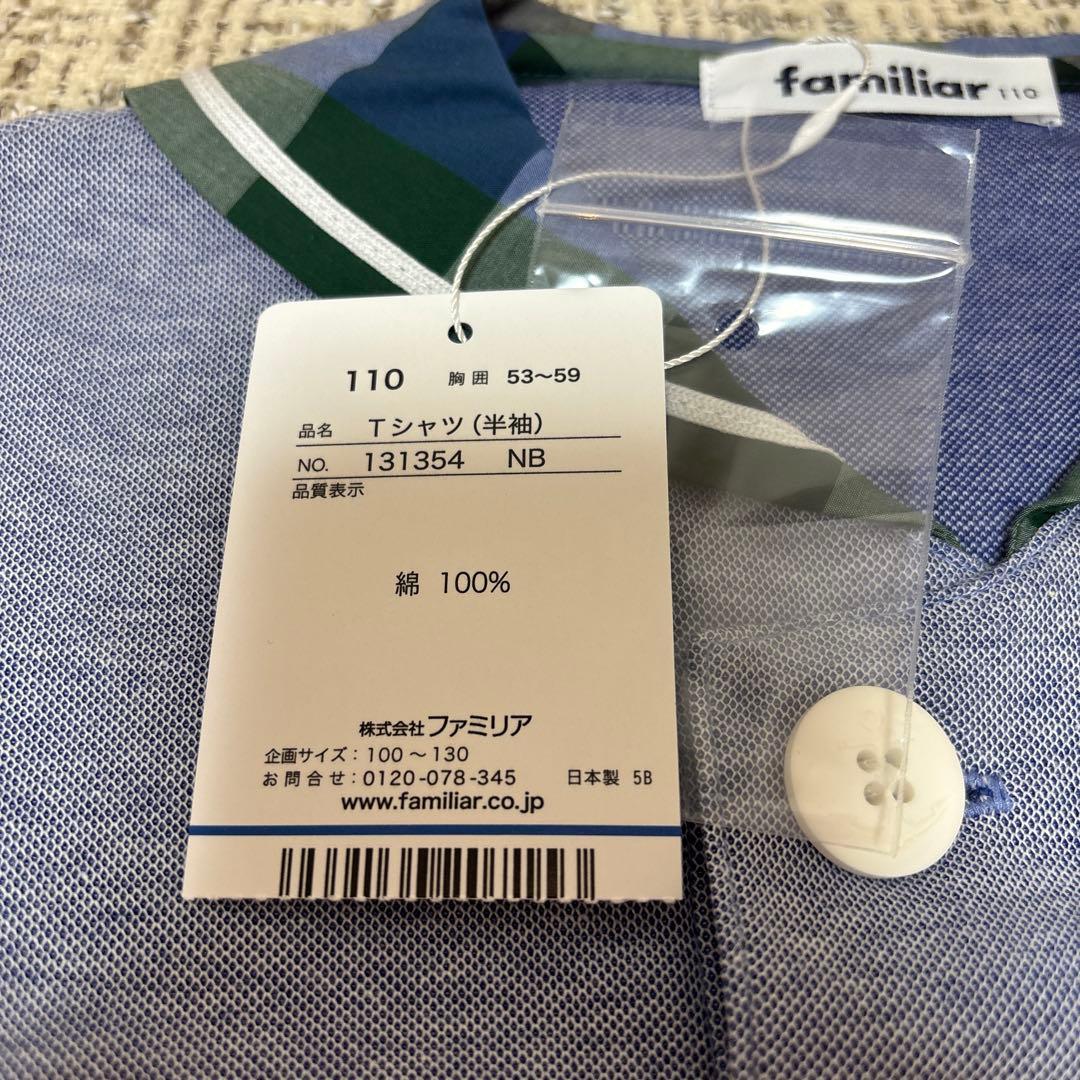 familiar 110
110 胸囲 53〜59
品名 Tシャツ(半袖)
NO. 131354 NB
品質表示
綿 100%
株式会社ファミリア
企画サイズ:100〜130
お問合せ:0120-078-345 日本製 5B
www.familiar.co.jp